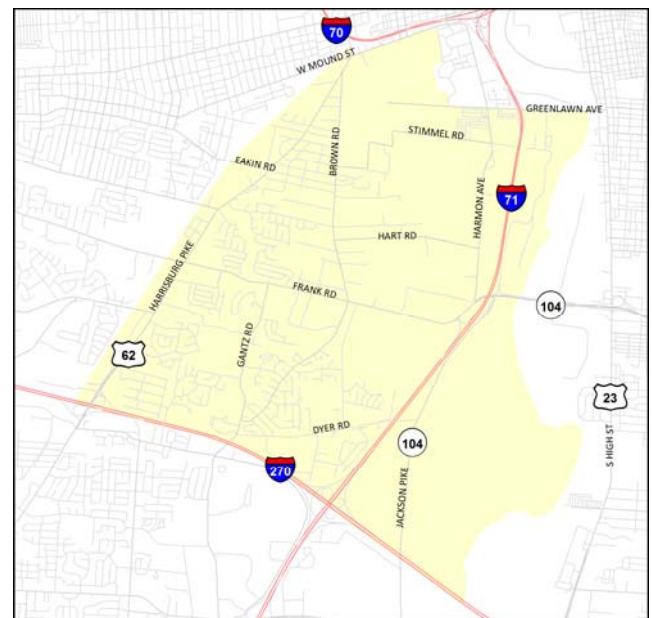 70
W MOUND ST
GREENLAWN AVE
STIMMEL RD
BROWN RD
EAKIN RD
71
HARMON AVE
HART RD
HARRISBURG PIKE
FRANK RD
104
GANTZ RD
62
23
DYER RD
104
S HIGH ST
270
JACKSON PIKE